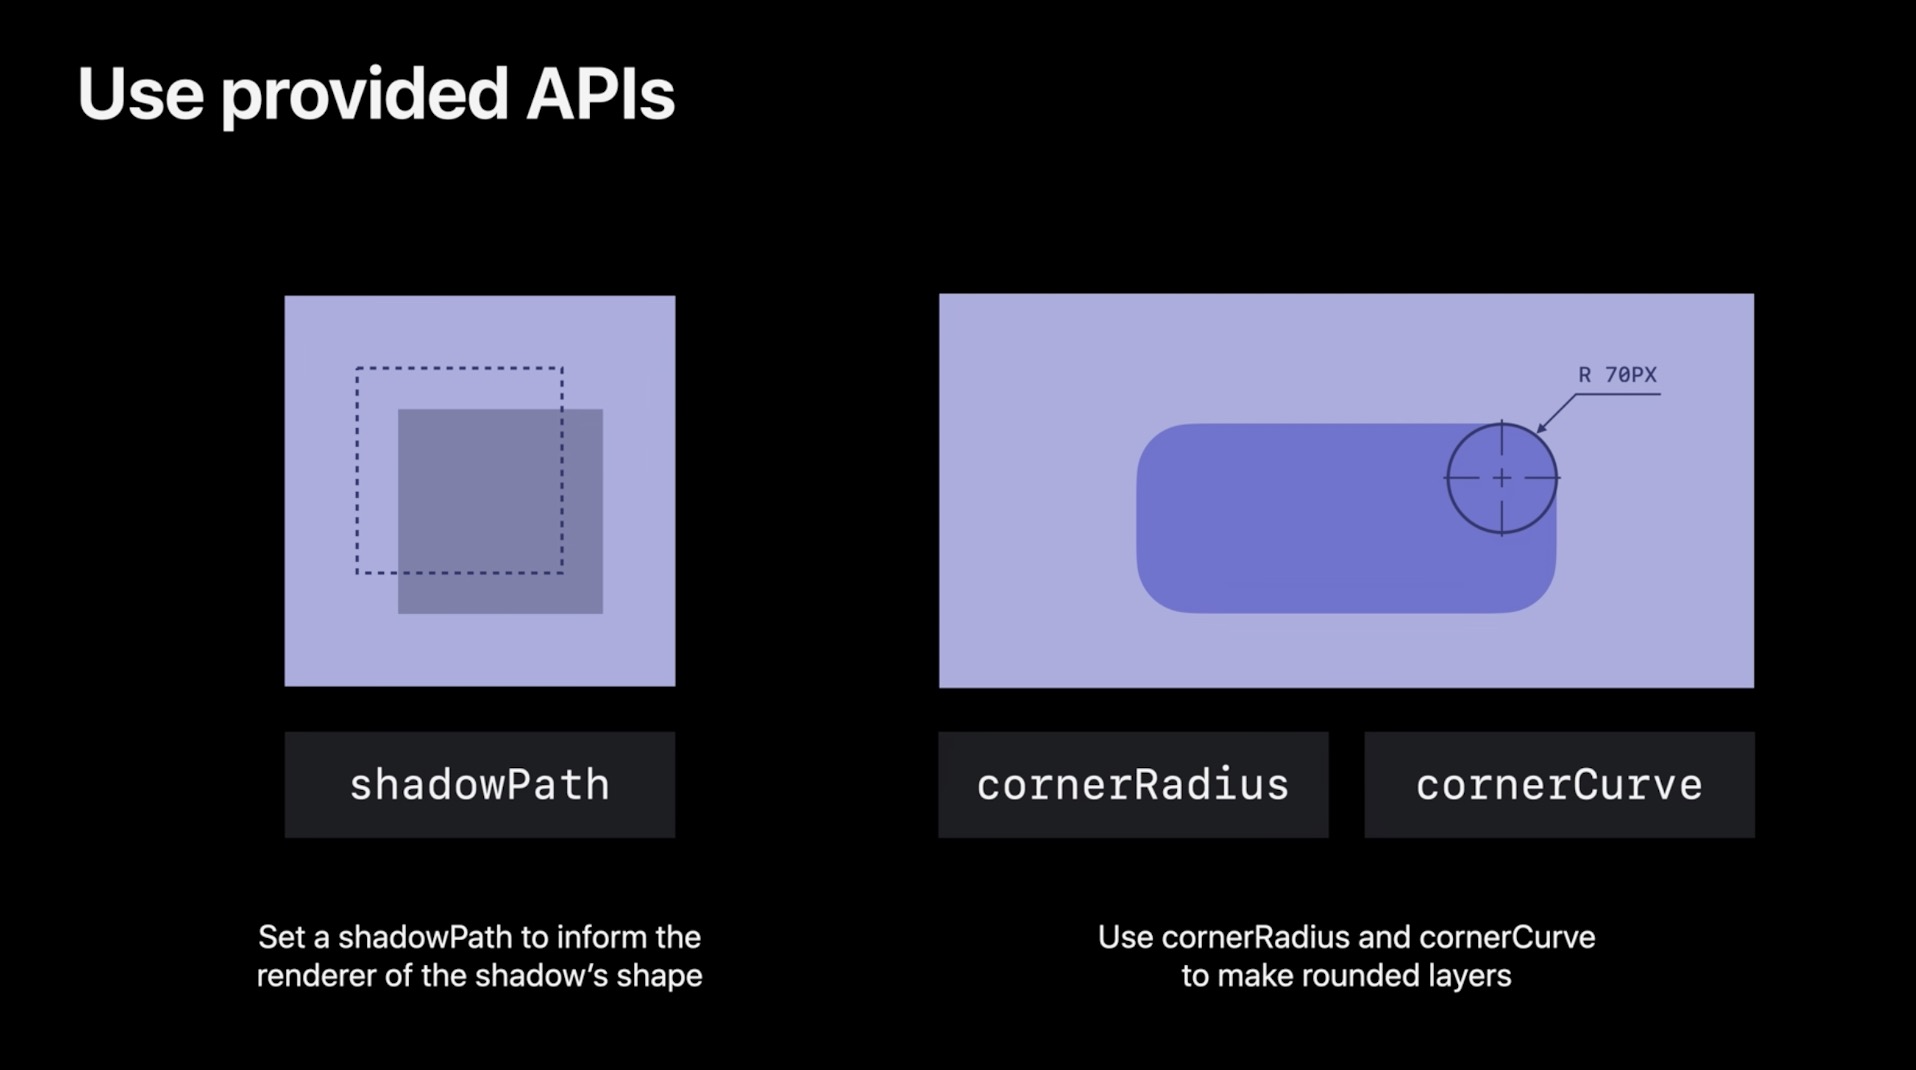 Use provided APIs
R 70PX
shadowPath
cornerRadius
cornerCurve
Set a shadowPath to inform the
renderer of the shadow’s shape
Use cornerRadius and cornerCurve
to make rounded layers